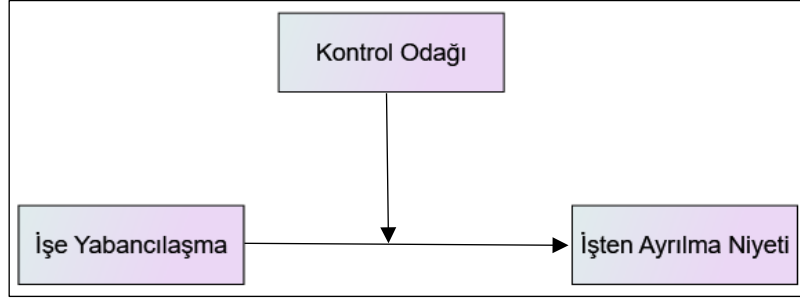 Kontrol Odağı
İşe Yabancılaşma
İşten Ayrılma Niyeti